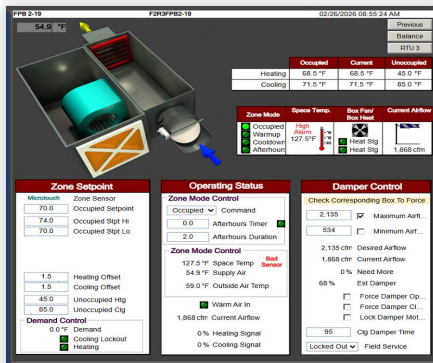 FPB 2-19 F2R3FPB2-19 02/26/2026 08:55:24 AM
54.9 °F
Previous
Balance
RTU 3
Occupied Current Unoccupied
Heating 68.5 °F 68.5 °F 45.0 °F
Cooling 71.5 °F 71.5 °F 85.0 °F
Zone Mode Space Temp. Box Fan/ Box Heat Current Airflow
Occupied High Alarm
Warmup 127.5°F
Cooldown Heat Stg
Afterhours Heat Stg 1,868 cfm
Zone Setpoint
Microtouch Zone Sensor
70.0 Occupied Setpoint
74.0 Occupied Stpt Hi
70.0 Occupied Stpt Lo
1.5 Heating Offset
1.5 Cooling Offset
45.0 Unoccupied Htg
85.0 Unoccupied Clg
Demand Control
0.0 °F Demand
Cooling Lockout
Heating
Operating Status
Zone Mode Control
Occupied Command
0.0 Afterhours Timer
2.0 Afterhours Duration
Zone Mode Control
127.5 °F Space Temp Bad Sensor
54.9 °F Supply Air
59.0 °F Outside Air Temp
Warm Air In
1,868 cfm Current Airflow
0 % Heating Signal
0 % Cooling Signal
Damper Control
Check Corresponding Box To Force
2,135 Maximum Airfl...
534 Minimum Airf...
2,135 cfm Desired Airflow
1,868 cfm Current Airflow
0 % Need More
68 % Est Damper
Force Damper Op...
Force Damper Cl...
Lock Damper Mot...
95 Clg Damper Time
Locked Out Field Service